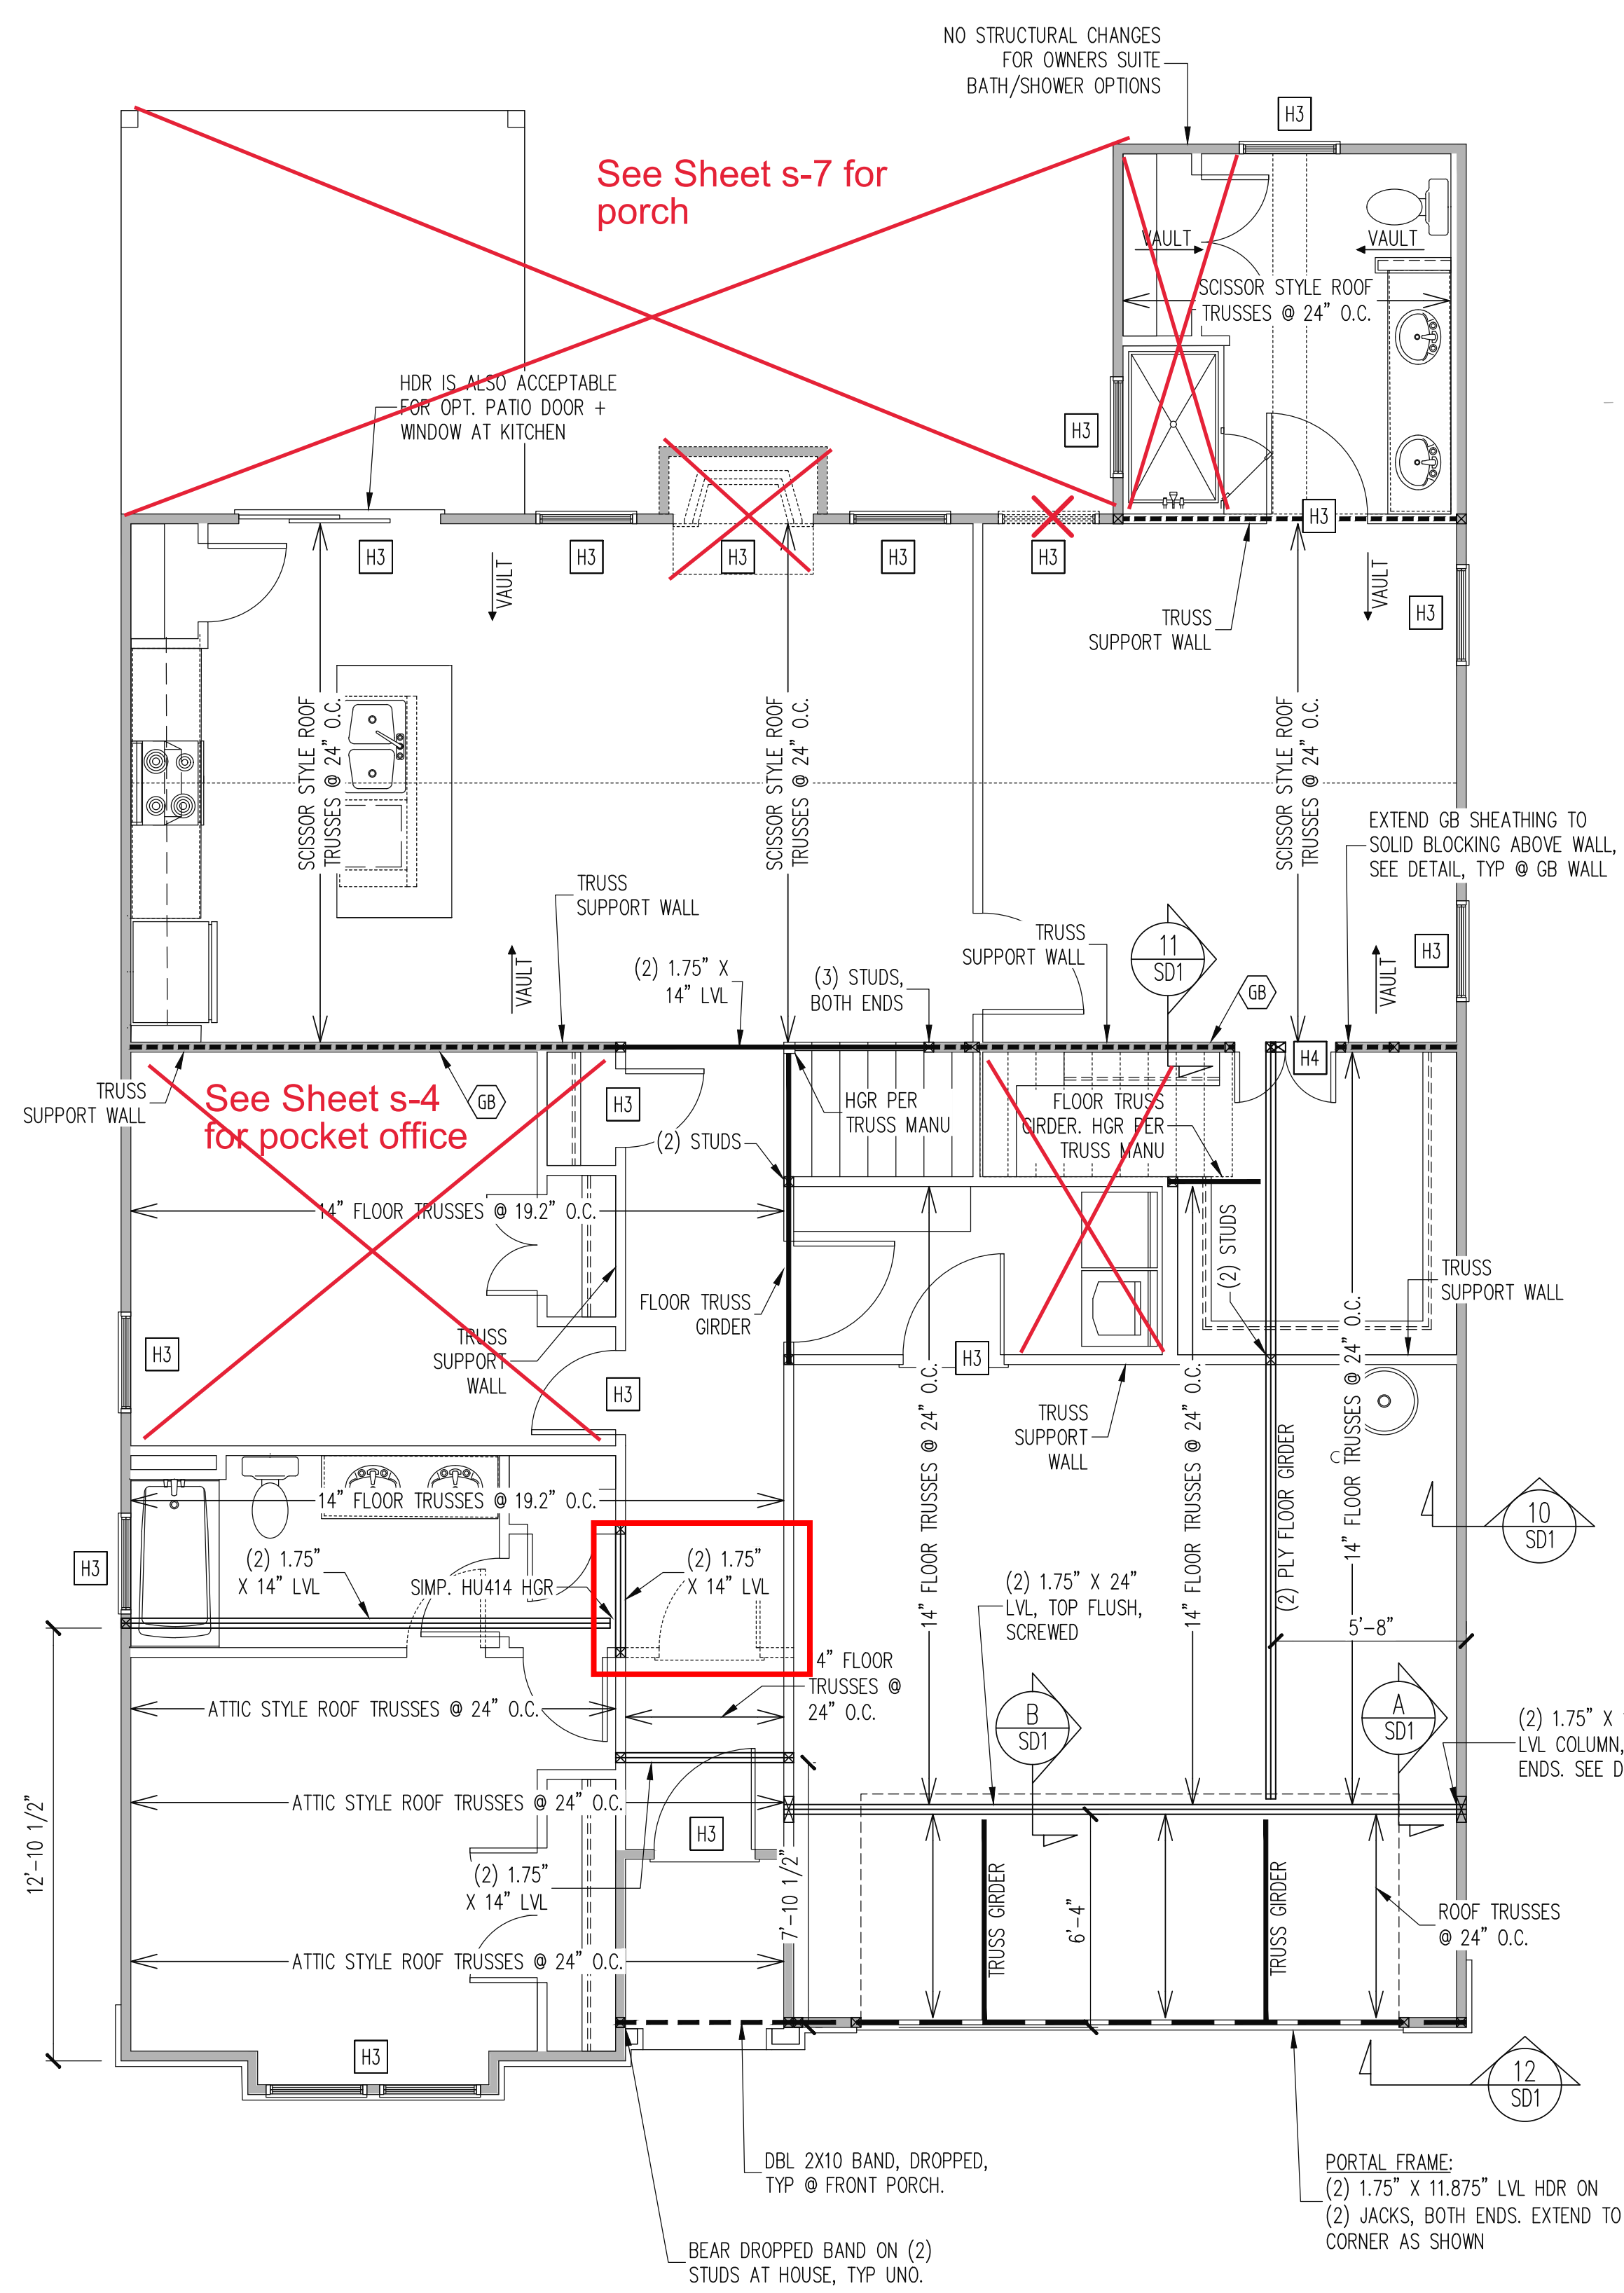 NO STRUCTURAL CHANGES
FOR OWNERS SUITE
BATH/SHOWER OPTIONS
H3
See Sheet s-7 for
porch
VAULT
VAULT
SCISSOR STYLE ROOF
TRUSSES @ 24" O.C.
HDR IS ALSO ACCEPTABLE
FOR OPT. PATIO DOOR +
WINDOW AT KITCHEN
H3
H3
H3
H3
H3
H3
H3
H3
VAULT
VAULT
TRUSS
SUPPORT WALL
H3
SCISSOR STYLE ROOF
TRUSSES @ 24" O.C.
SCISSOR STYLE ROOF
TRUSSES @ 24" O.C.
SCISSOR STYLE ROOF
TRUSSES @ 24" O.C.
EXTEND GB SHEATHING TO
SOLID BLOCKING ABOVE WALL,
SEE DETAIL, TYP @ GB WALL
TRUSS
SUPPORT WALL
TRUSS
SUPPORT WALL
11
SD1
H3
(2) 1.75" X
14" LVL
(3) STUDS,
BOTH ENDS
VAULT
VAULT
GB
H4
TRUSS
SUPPORT WALL
See Sheet s-4
for pocket office
GB
H3
(2) STUDS
HGR PER
TRUSS MANU
FLOOR TRUSS
GIRDER. HGR PER
TRUSS MANU
14" FLOOR TRUSSES @ 19.2" O.C.
(2) STUDS
TRUSS
SUPPORT WALL
FLOOR TRUSS
GIRDER
H3
TRUSS
SUPPORT
WALL
H3
H3
TRUSS
SUPPORT
WALL
14" FLOOR TRUSSES @ 24" O.C.
14" FLOOR TRUSSES @ 24" O.C.
(2) PLY FLOOR GIRDER
14" FLOOR TRUSSES @ 24" O.C.
14" FLOOR TRUSSES @ 19.2" O.C.
10
SD1
H3
(2) 1.75"
X 14" LVL
SIMP. HU414 HGR
(2) 1.75"
X 14" LVL
(2) 1.75" X 24"
LVL, TOP FLUSH,
SCREWED
5'-8"
4" FLOOR
TRUSSES @
24" O.C.
ATTIC STYLE ROOF TRUSSES @ 24" O.C.
B
SD1
A
SD1
(2) 1.75" X
LVL COLUMN,
ENDS. SEE D
12'-10 1/2"
ATTIC STYLE ROOF TRUSSES @ 24" O.C.
H3
(2) 1.75"
X 14" LVL
7'-10 1/2"
TRUSS GIRDER
6'-4"
TRUSS GIRDER
ROOF TRUSSES
@ 24" O.C.
ATTIC STYLE ROOF TRUSSES @ 24" O.C.
H3
12
SD1
DBL 2X10 BAND, DROPPED,
TYP @ FRONT PORCH.
PORTAL FRAME:
(2) 1.75" X 11.875" LVL HDR ON
(2) JACKS, BOTH ENDS. EXTEND TO
CORNER AS SHOWN
BEAR DROPPED BAND ON (2)
STUDS AT HOUSE, TYP UNO.